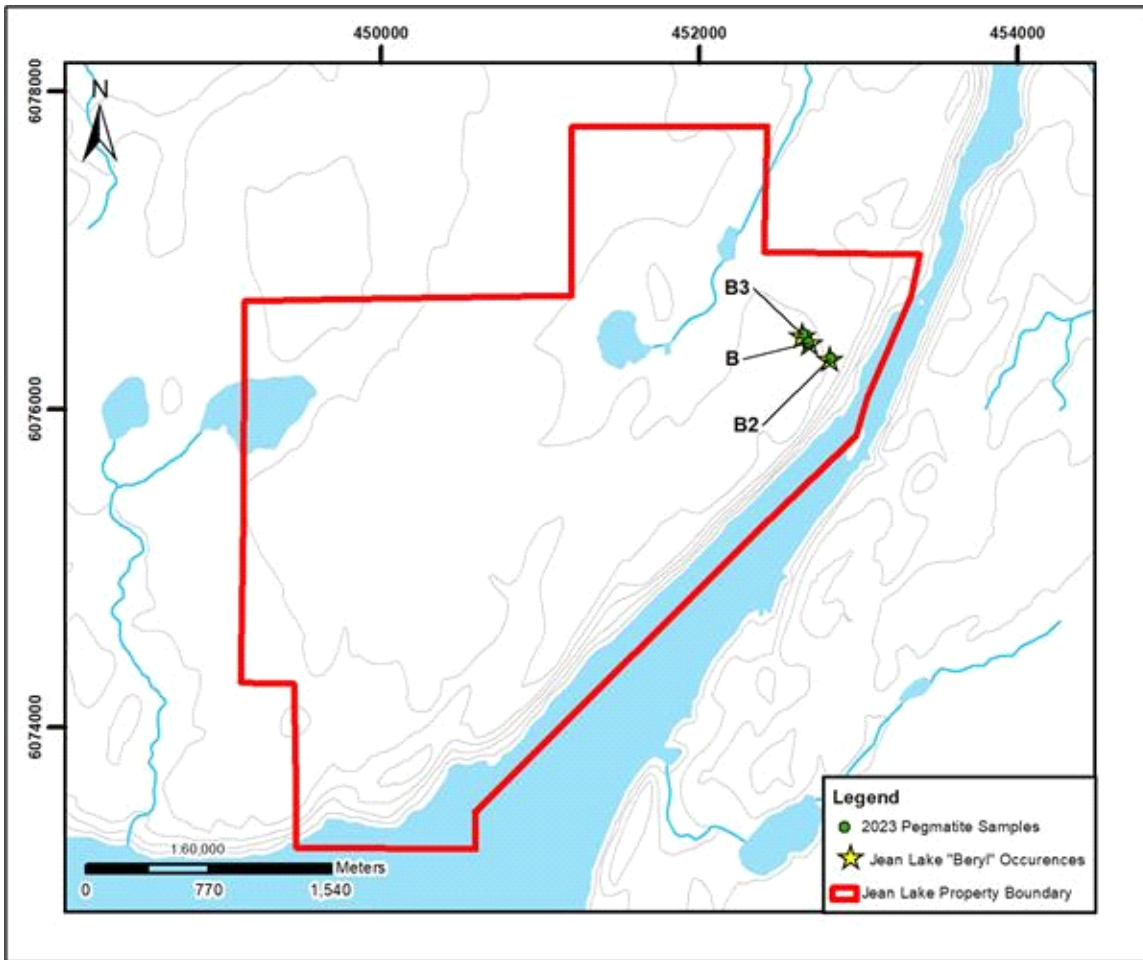 450000 452000 454000
N
6078000
6076000
6074000
B3
B
B2
1:60,000
Meters
0 770 1,540
Legend
2023 Pegmatite Samples
Jean Lake "Beryl" Occurences
Jean Lake Property Boundary